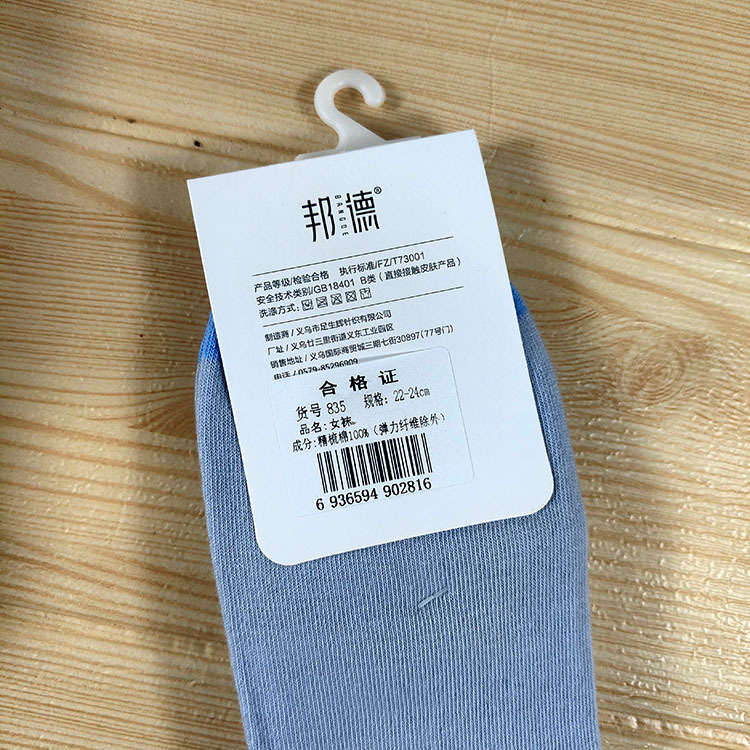 邦德®
BANGDE
产品等级/检验合格 执行标准/FZ/T73001
安全技术类别/GB18401 B类（直接接触皮肤产品）
洗涤方式:
制造商 / 义乌市足生辉针织有限公司
厂址 / 义乌廿三里街道义东工业四区
销售地址 / 义乌国际商贸城三期七街30897(77号门)
电话 / 0579-85296909
合格证
货号 835 规格: 22-24cm
品名: 女袜
成分: 精梳棉100% (弹力纤维除外)
6 936594 902816